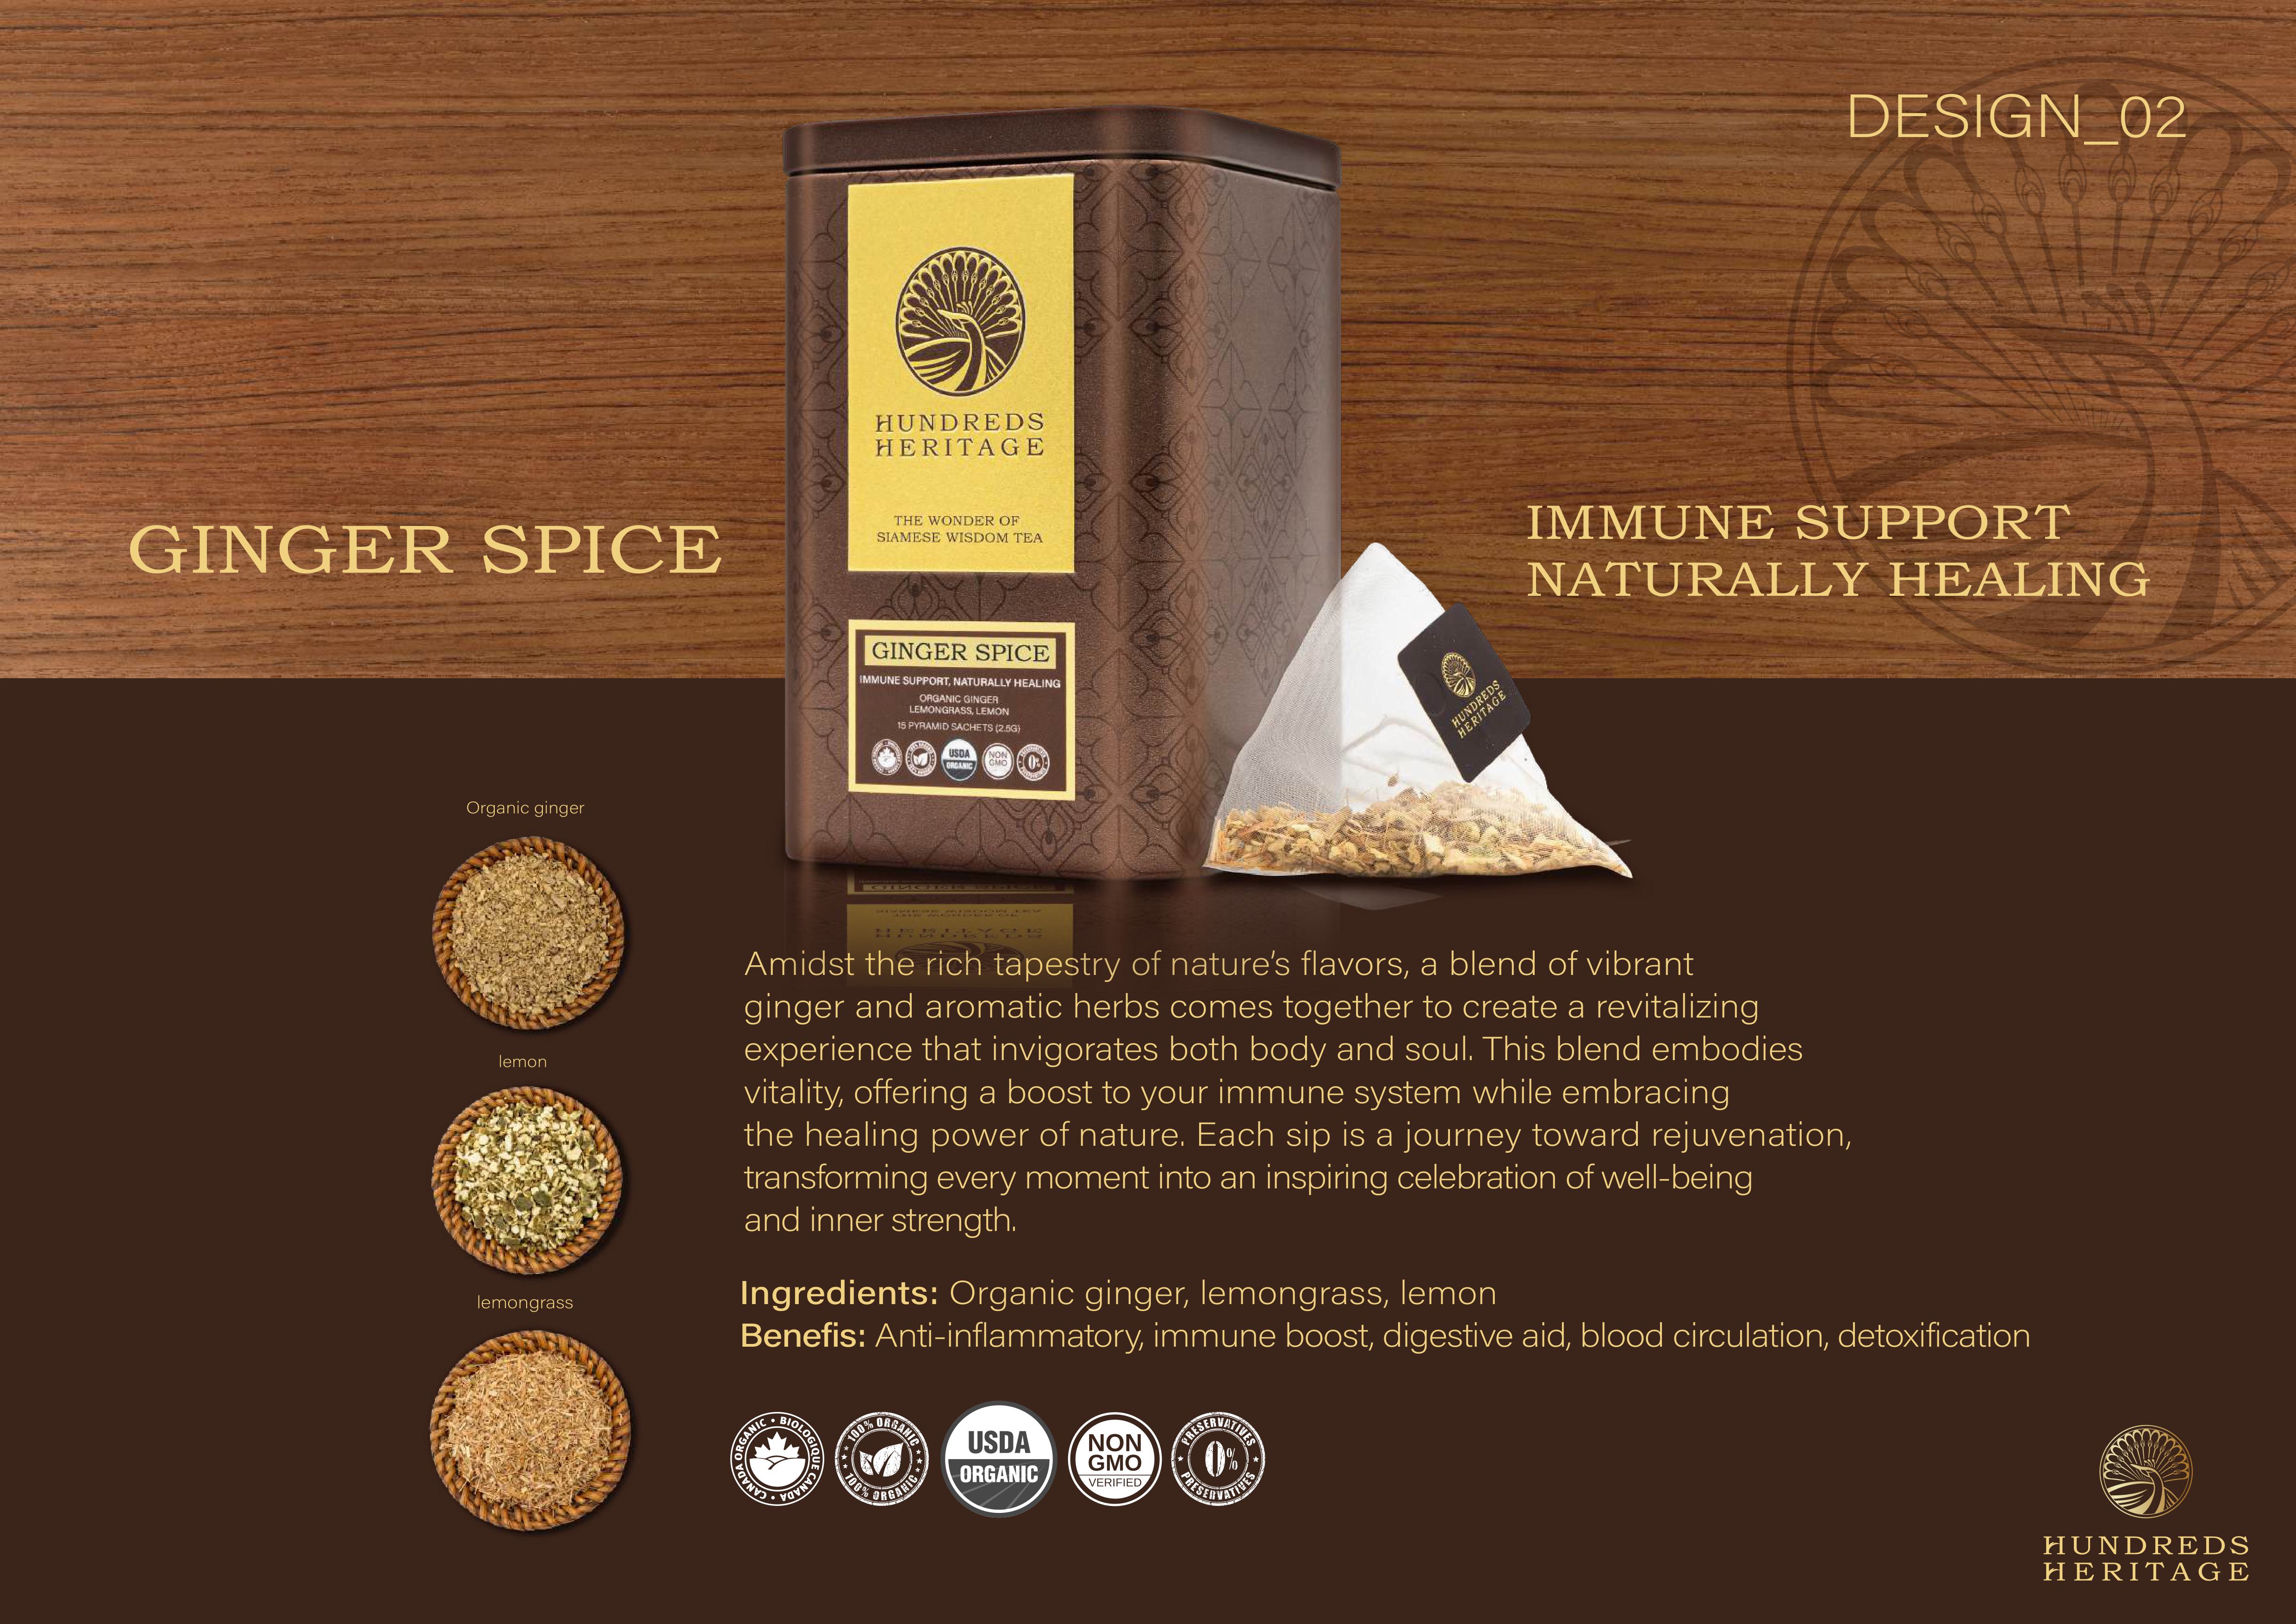 DESIGN_02
HUNDREDS
HERITAGE
THE WONDER OF
SIAMESE WISDOM TEA
GINGER SPICE
IMMUNE SUPPORT
NATURALLY HEALING
GINGER SPICE
IMMUNE SUPPORT, NATURALLY HEALING
ORGANIC GINGER
LEMONGRASS, LEMON
15 PYRAMID SACHETS (2.5G)
USDA
ORGANIC
NON
GMO
0%
HUNDREDS
HERITAGE
Organic ginger
lemon
lemongrass
Amidst the rich tapestry of nature’s flavors, a blend of vibrant
ginger and aromatic herbs comes together to create a revitalizing
experience that invigorates both body and soul. This blend embodies
vitality, offering a boost to your immune system while embracing
the healing power of nature. Each sip is a journey toward rejuvenation,
transforming every moment into an inspiring celebration of well-being
and inner strength.
Ingredients: Organic ginger, lemongrass, lemon
Benefis: Anti-inflammatory, immune boost, digestive aid, blood circulation, detoxification
CANADA ORGANIC • BIOLOGIQUE CANADA •
100% ORGANIC
100% ORGANIC
USDA
ORGANIC
NON
GMO
VERIFIED
PRESERVATIVES
0%
PRESERVATIVES
HUNDREDS
HERITAGE